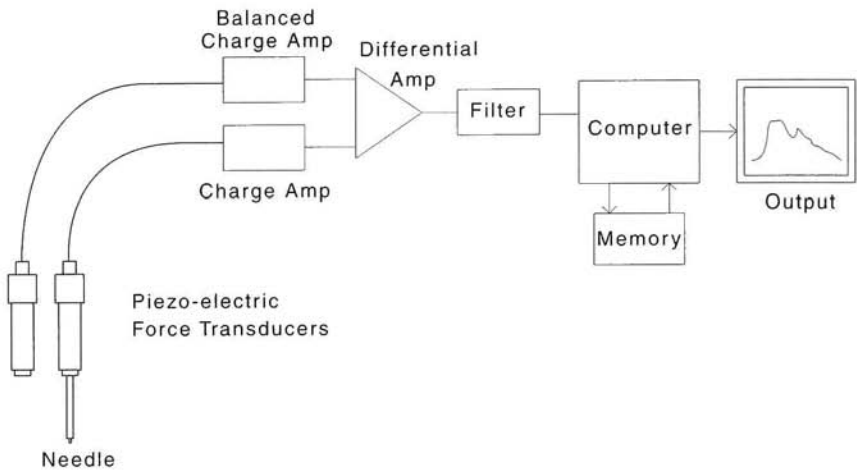 Balanced
Charge Amp
Differential
Amp
Filter
Computer
Charge Amp
Memory
Output
Piezo-electric
Force Transducers
Needle